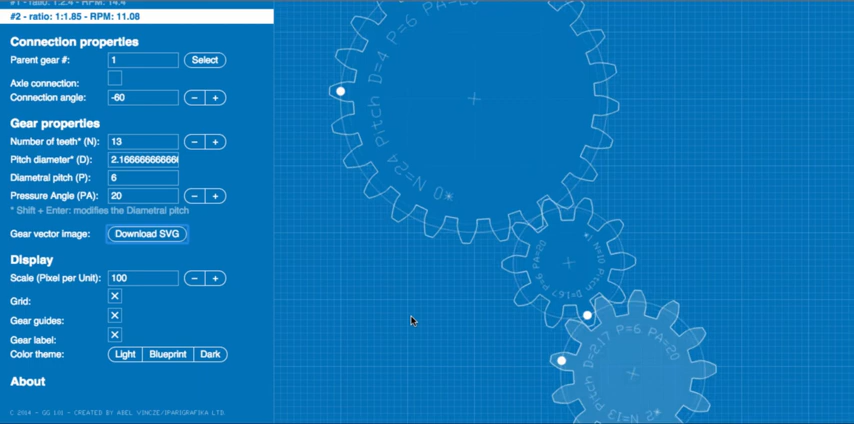 #1 - ratio: 1:2.4 - RPM: 14.4
#2 - ratio: 1:1.85 - RPM: 11.08
Connection properties
Parent gear #: 1 Select
Axle connection:
Connection angle: -60 − +
Gear properties
Number of teeth* (N): 13 − +
Pitch diameter* (D): 2.1666666666
Diametral pitch (P): 6
Pressure Angle (PA): 20 − +
* Shift + Enter: modifies the Diametral pitch
Gear vector image: Download SVG
Display
Scale (Pixel per Unit): 100 − +
Grid: ✕
Gear guides: ✕
Gear label: ✕
Color theme: Light Blueprint Dark
About
© 2014 - GG 1.01 - CREATED BY ABEL VINCZE/IPARIGRAFIKA LTD.
*0 N=24 Pitch D=4 P=6
*1 N=10 Pitch D=1.67 PA=20
*2 N=13 Pitch D=2.17 P=6 PA=20